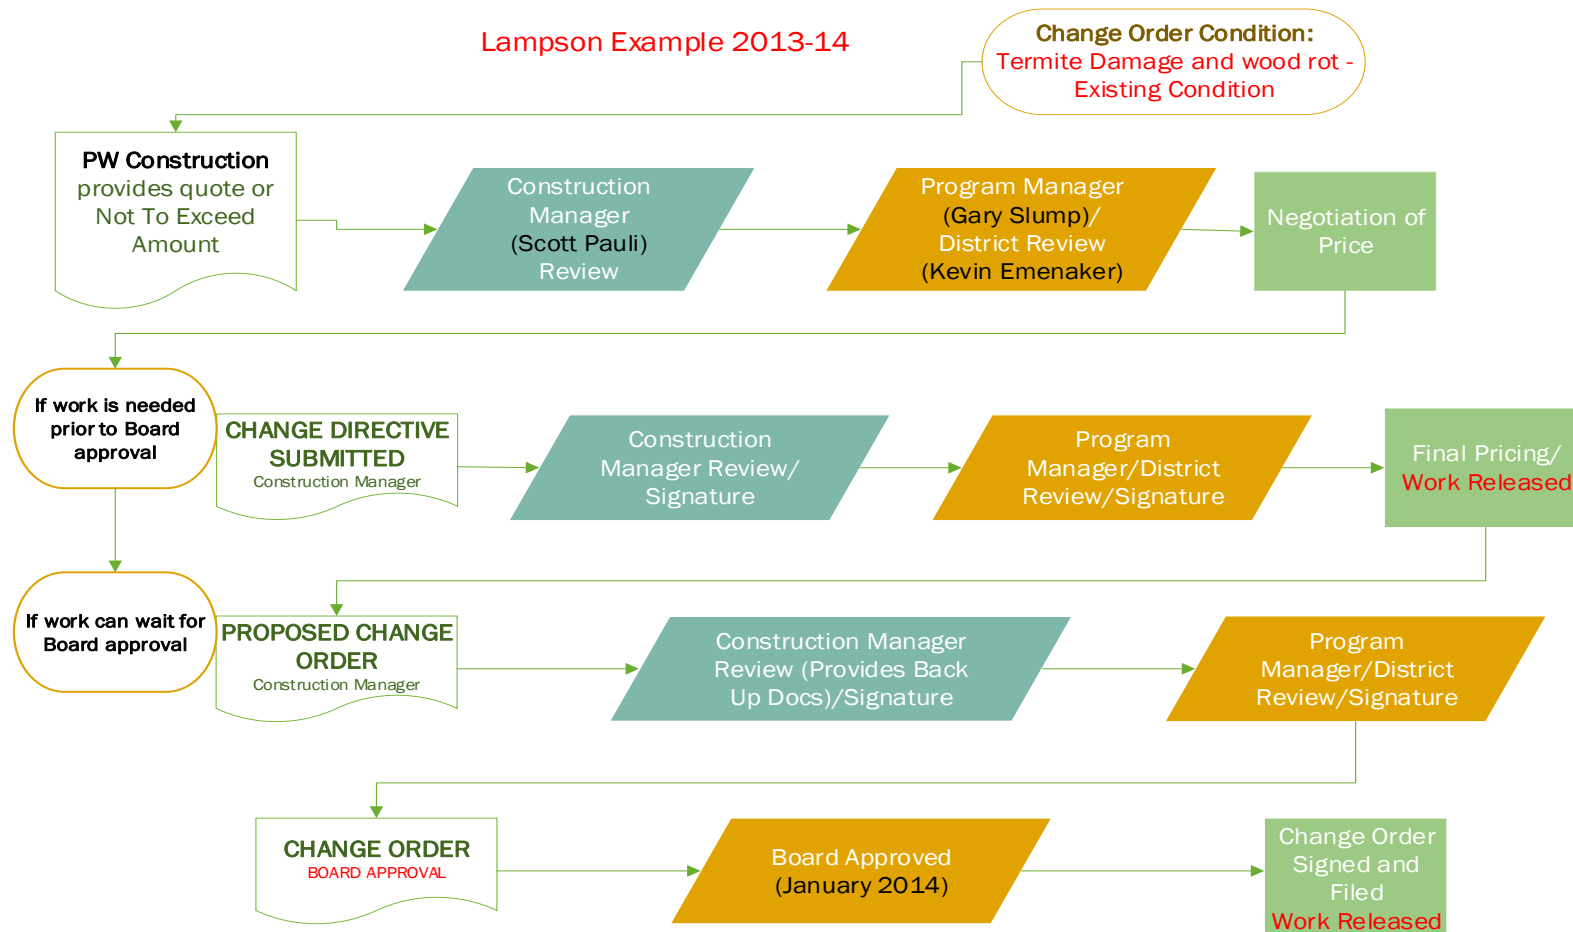 Lampson Example 2013-14
Change Order Condition:
Termite Damage and wood rot -
Existing Condition
PW Construction
provides quote or
Not To Exceed
Amount
Construction
Manager
(Scott Pauli)
Review
Program Manager
(Gary Slump)/
District Review
(Kevin Emenaker)
Negotiation of
Price
If work is needed
prior to Board
approval
CHANGE DIRECTIVE
SUBMITTED
Construction Manager
Construction
Manager Review/
Signature
Program
Manager/District
Review/Signature
Final Pricing/
Work Released
If work can wait for
Board approval
PROPOSED CHANGE
ORDER
Construction Manager
Construction Manager
Review (Provides Back
Up Docs)/Signature
Program
Manager/District
Review/Signature
CHANGE ORDER
BOARD APPROVAL
Board Approved
(January 2014)
Change Order
Signed and
Filed
Work Released